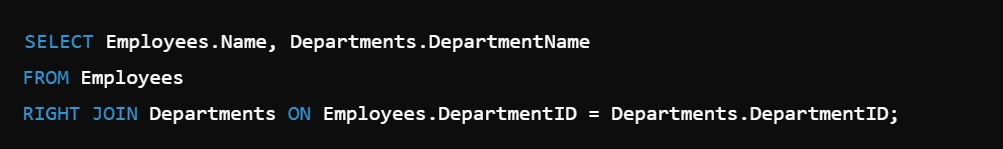 SELECT Employees.Name, Departments.DepartmentName
FROM Employees
RIGHT JOIN Departments ON Employees.DepartmentID = Departments.DepartmentID;